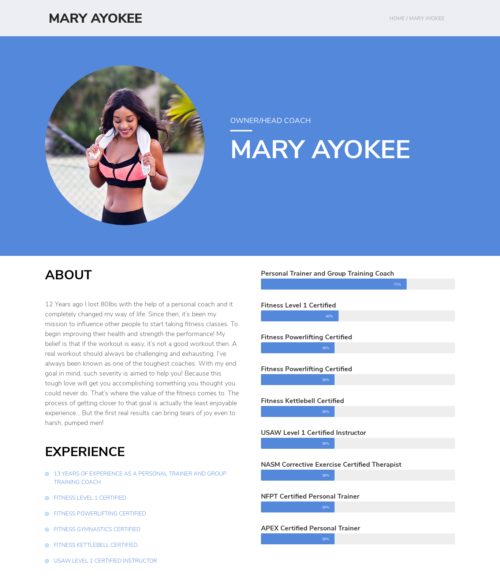 MARY AYOKEE
HOME / MARY AYOKEE
OWNER/HEAD COACH
MARY AYOKEE
ABOUT
12 Years ago I lost 80lbs with the help of a personal coach and it
completely changed my way of life. Since then, it's been my
mission to influence other people to start taking fitness classes. To
begin improving their health and strength the performance! My
belief is that if the workout is easy, it's not a good workout then. A
real workout should always be challenging and exhausting. I've
always been known as one of the toughest coaches. With my end
goal in mind, such severity is aimed to help you! Because this
tough love will get you accomplishing something you thought you
could never do. That's where the value of the fitness comes to. The
process of getting closer to that goal is actually the least enjoyable
experience... But the first real results can bring tears of joy even to
harsh, pumped men!
EXPERIENCE
13 YEARS OF EXPERIENCE AS A PERSONAL TRAINER AND GROUP
TRAINING COACH
FITNESS LEVEL 1 CERTIFIED
FITNESS POWERLIFTING CERTIFIED
FITNESS GYMNASTICS CERTIFIED
FITNESS KETTLEBELL CERTIFIED
USAW LEVEL 1 CERTIFIED INSTRUCTOR
Personal Trainer and Group Training Coach
Fitness Level 1 Certified
Fitness Powerlifting Certified
Fitness Powerlifting Certified
Fitness Kettlebell Certified
USAW Level 1 Certified Instructor
NASM Corrective Exercise Certified Therapist
NFPT Certified Personal Trainer
APEX Certified Personal Trainer